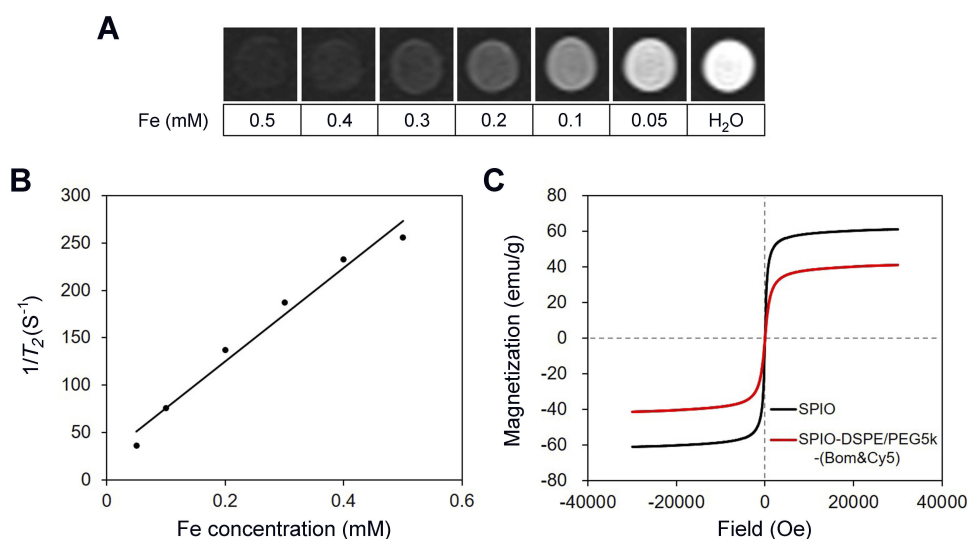 A
Fe (mM) 0.5 0.4 0.3 0.2 0.1 0.05 H₂O
B
300
250
200
150
100
50
0
1/T₂(S⁻¹)
0 0.2 0.4 0.6
Fe concentration (mM)
C
80
60
40
20
0
-20
-40
-60
-80
Magnetization (emu/g)
SPIO
SPIO-DSPE/PEG5k
-(Bom&Cy5)
-40000 -20000 0 20000 40000
Field (Oe)